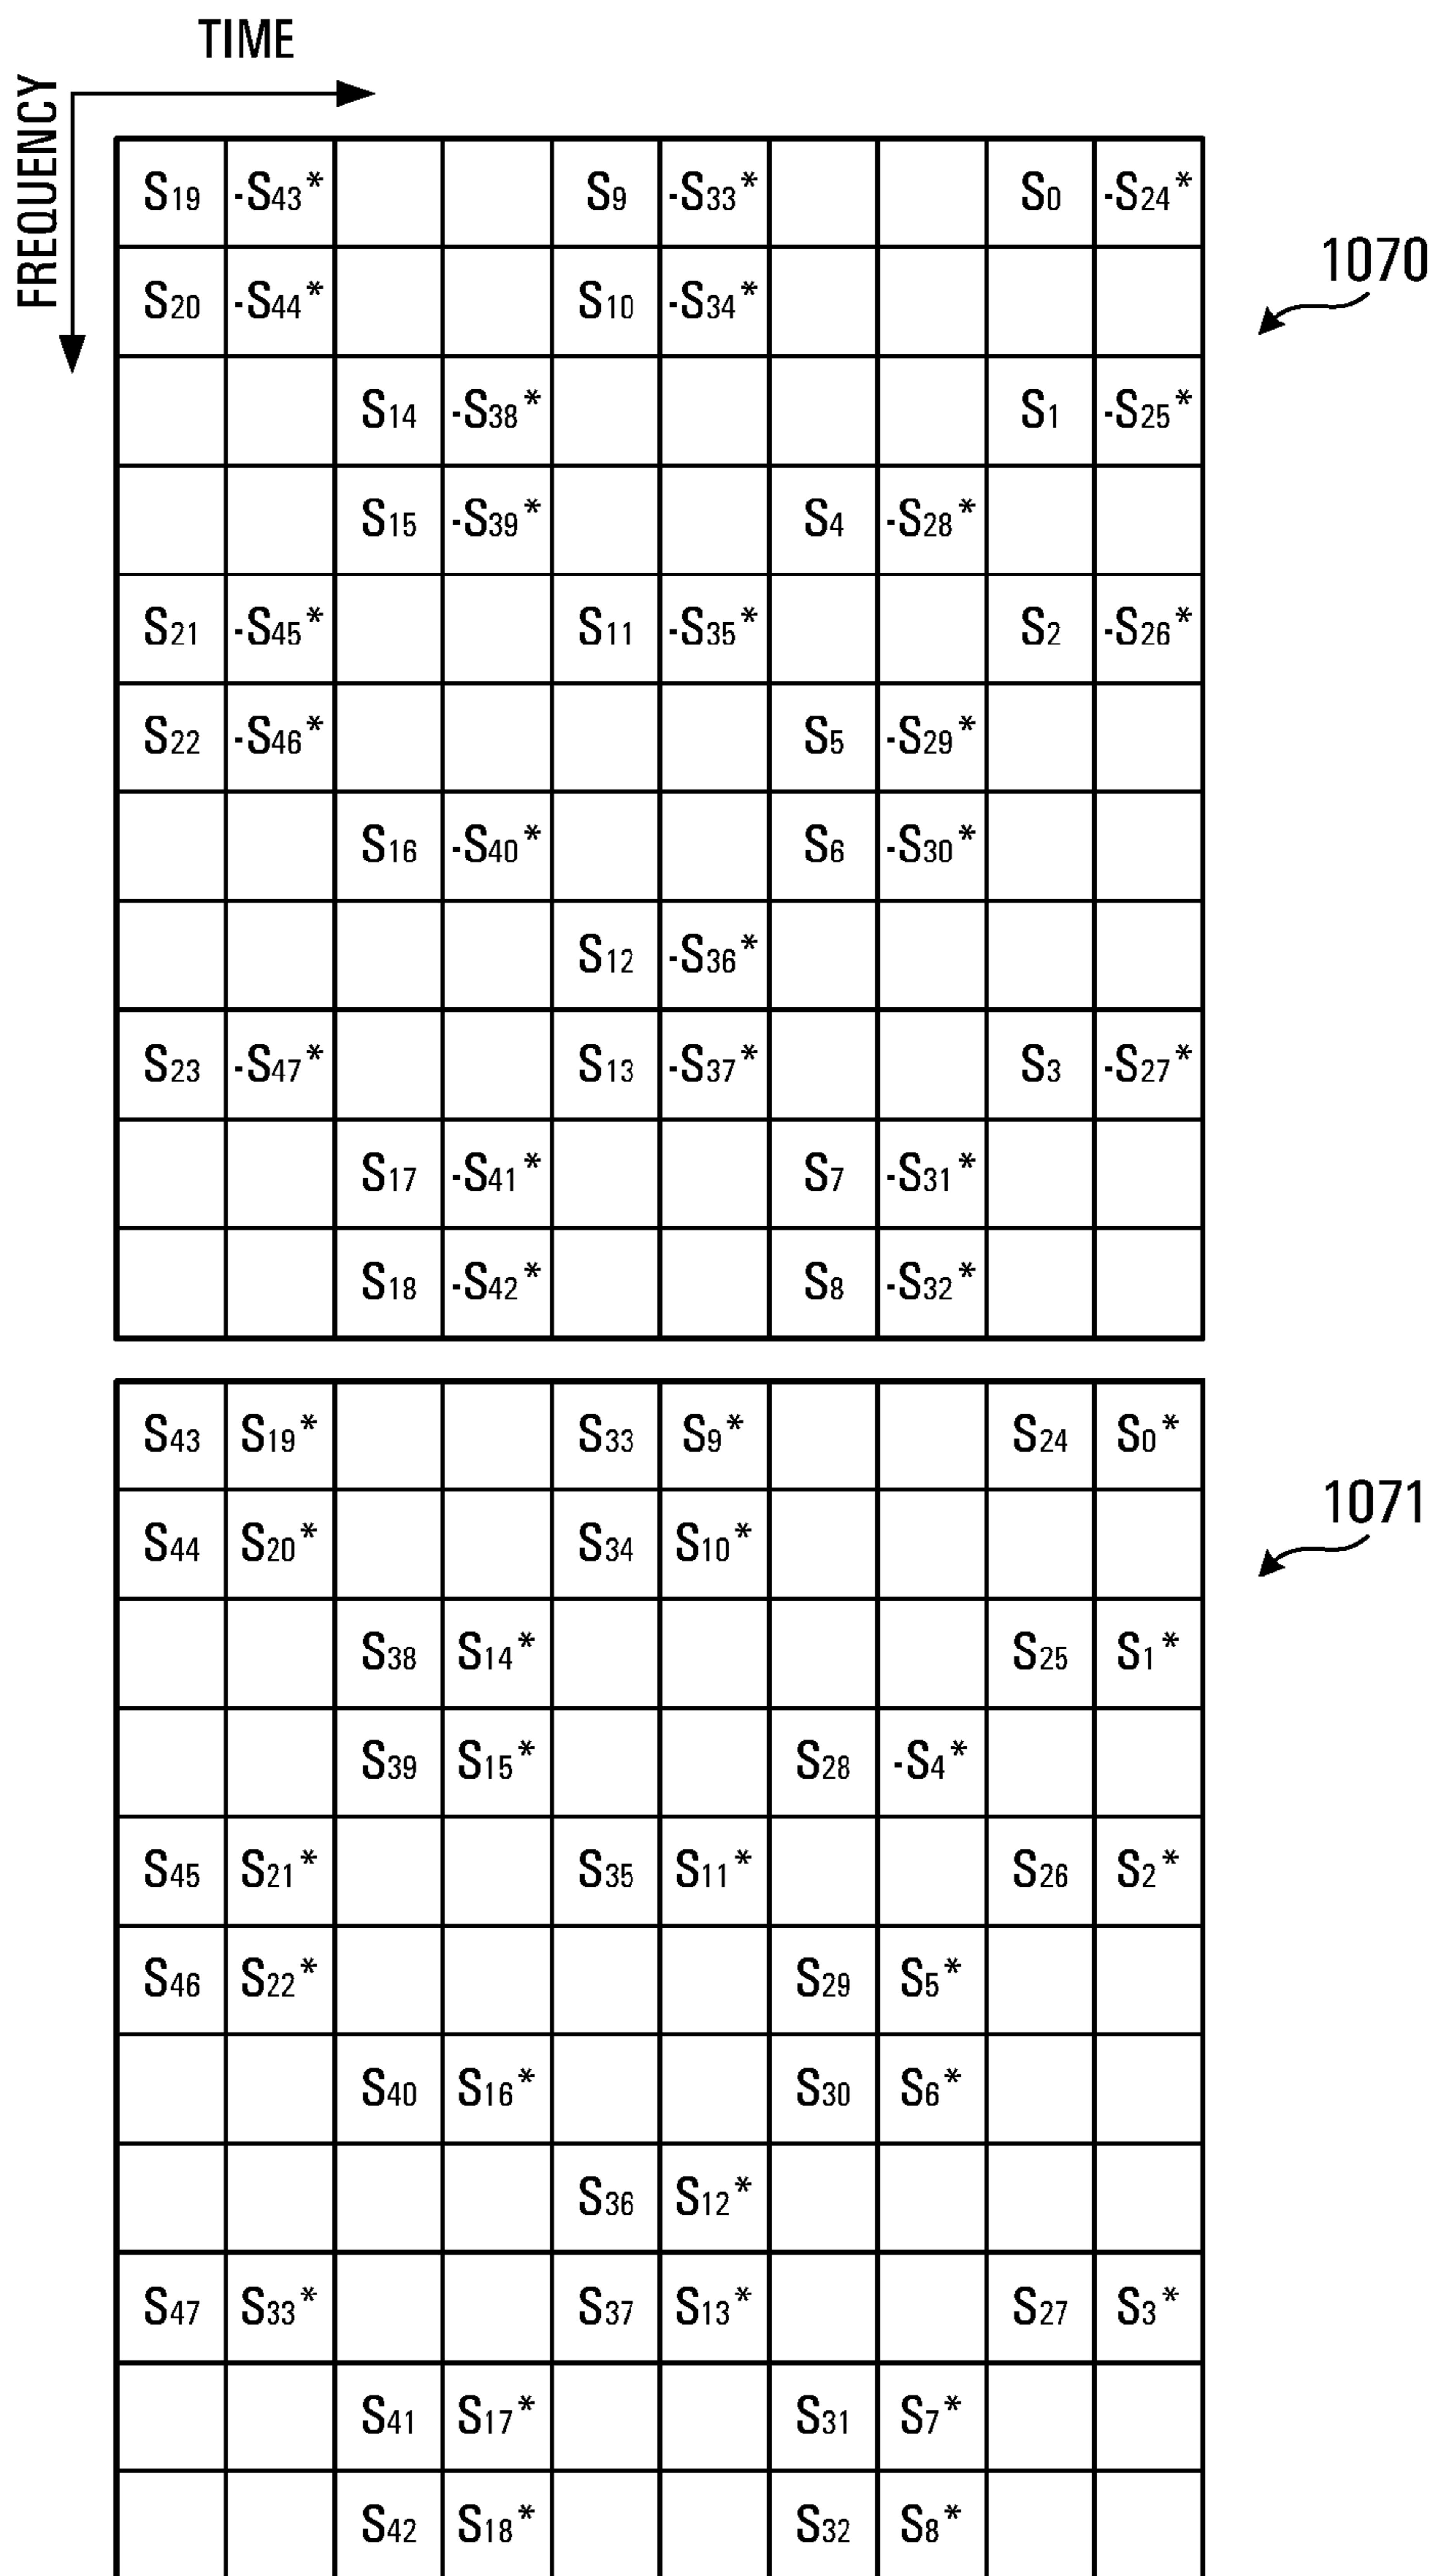 TIME
FREQUENCY
S19 -S43* S9 -S33* S0 -S24*
1070
S20 -S44* S10 -S34*
S14 -S38* S1 -S25*
S15 -S39* S4 -S28*
S21 -S45* S11 -S35* S2 -S26*
S22 -S46* S5 -S29*
S16 -S40* S6 -S30*
S12 -S36*
S23 -S47* S13 -S37* S3 -S27*
S17 -S41* S7 -S31*
S18 -S42* S8 -S32*
S43 S19* S33 S9* S24 S0*
1071
S44 S20* S34 S10*
S38 S14* S25 S1*
S39 S15* S28 -S4*
S45 S21* S35 S11* S26 S2*
S46 S22* S29 S5*
S40 S16* S30 S6*
S36 S12*
S47 S33* S37 S13* S27 S3*
S41 S17* S31 S7*
S42 S18* S32 S8*